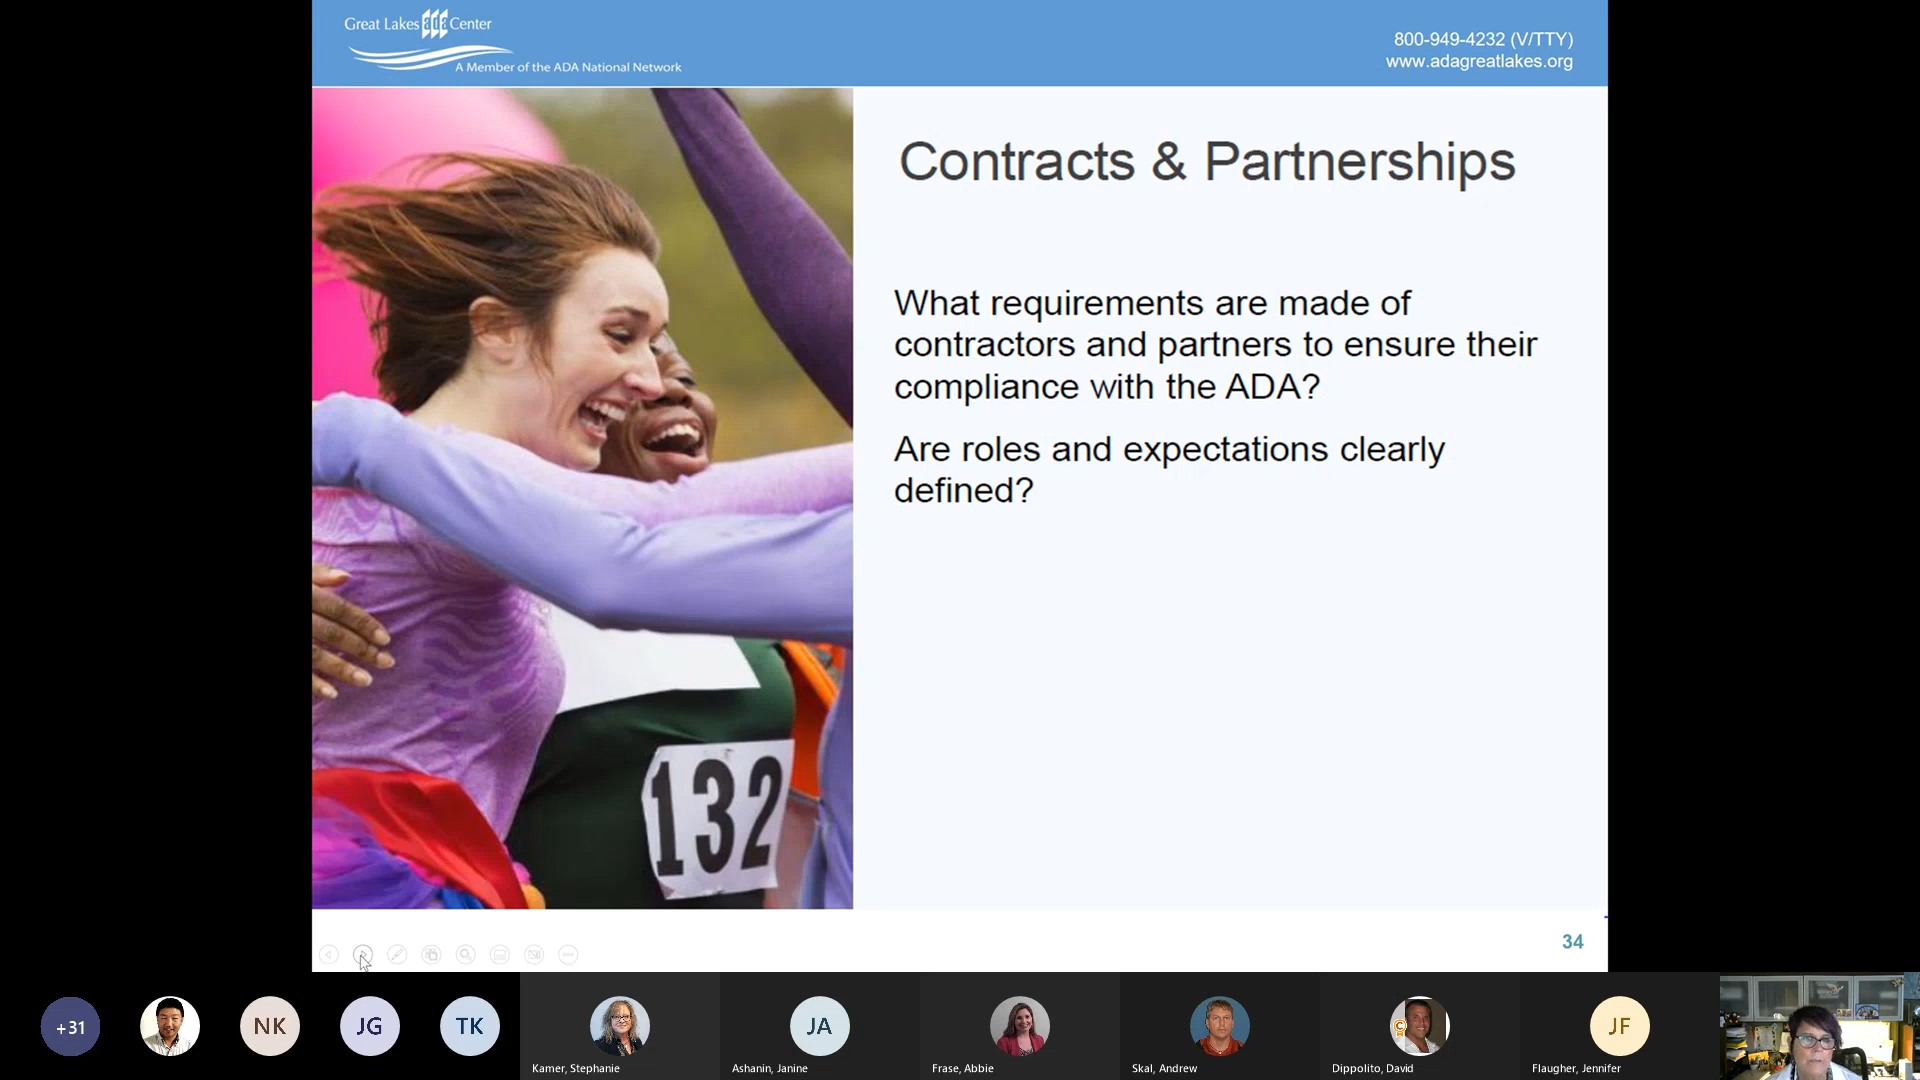 Great Lakes ada Center
A Member of the ADA National Network
800-949-4232 (V/TTY)
www.adagreatlakes.org
Contracts & Partnerships
What requirements are made of
contractors and partners to ensure their
compliance with the ADA?
Are roles and expectations clearly
defined?
132
34
+31
NK
JG
TK
Kamer, Stephanie
JA
Ashanin, Janine
Frase, Abbie
Skal, Andrew
C
Dippolito, David
JF
Flaugher, Jennifer